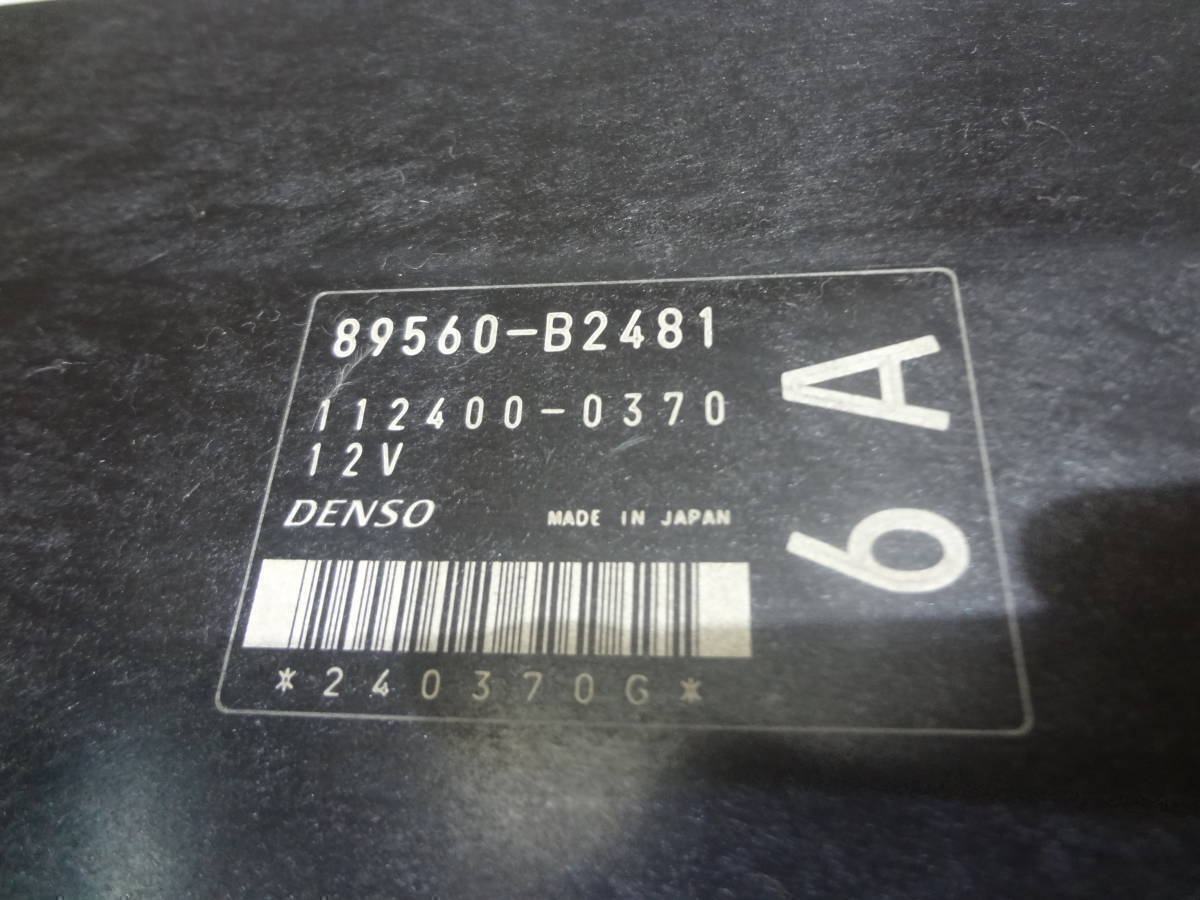 89560-B2481
112400-0370
12V
DENSO
MADE IN JAPAN
*240370G*
6A